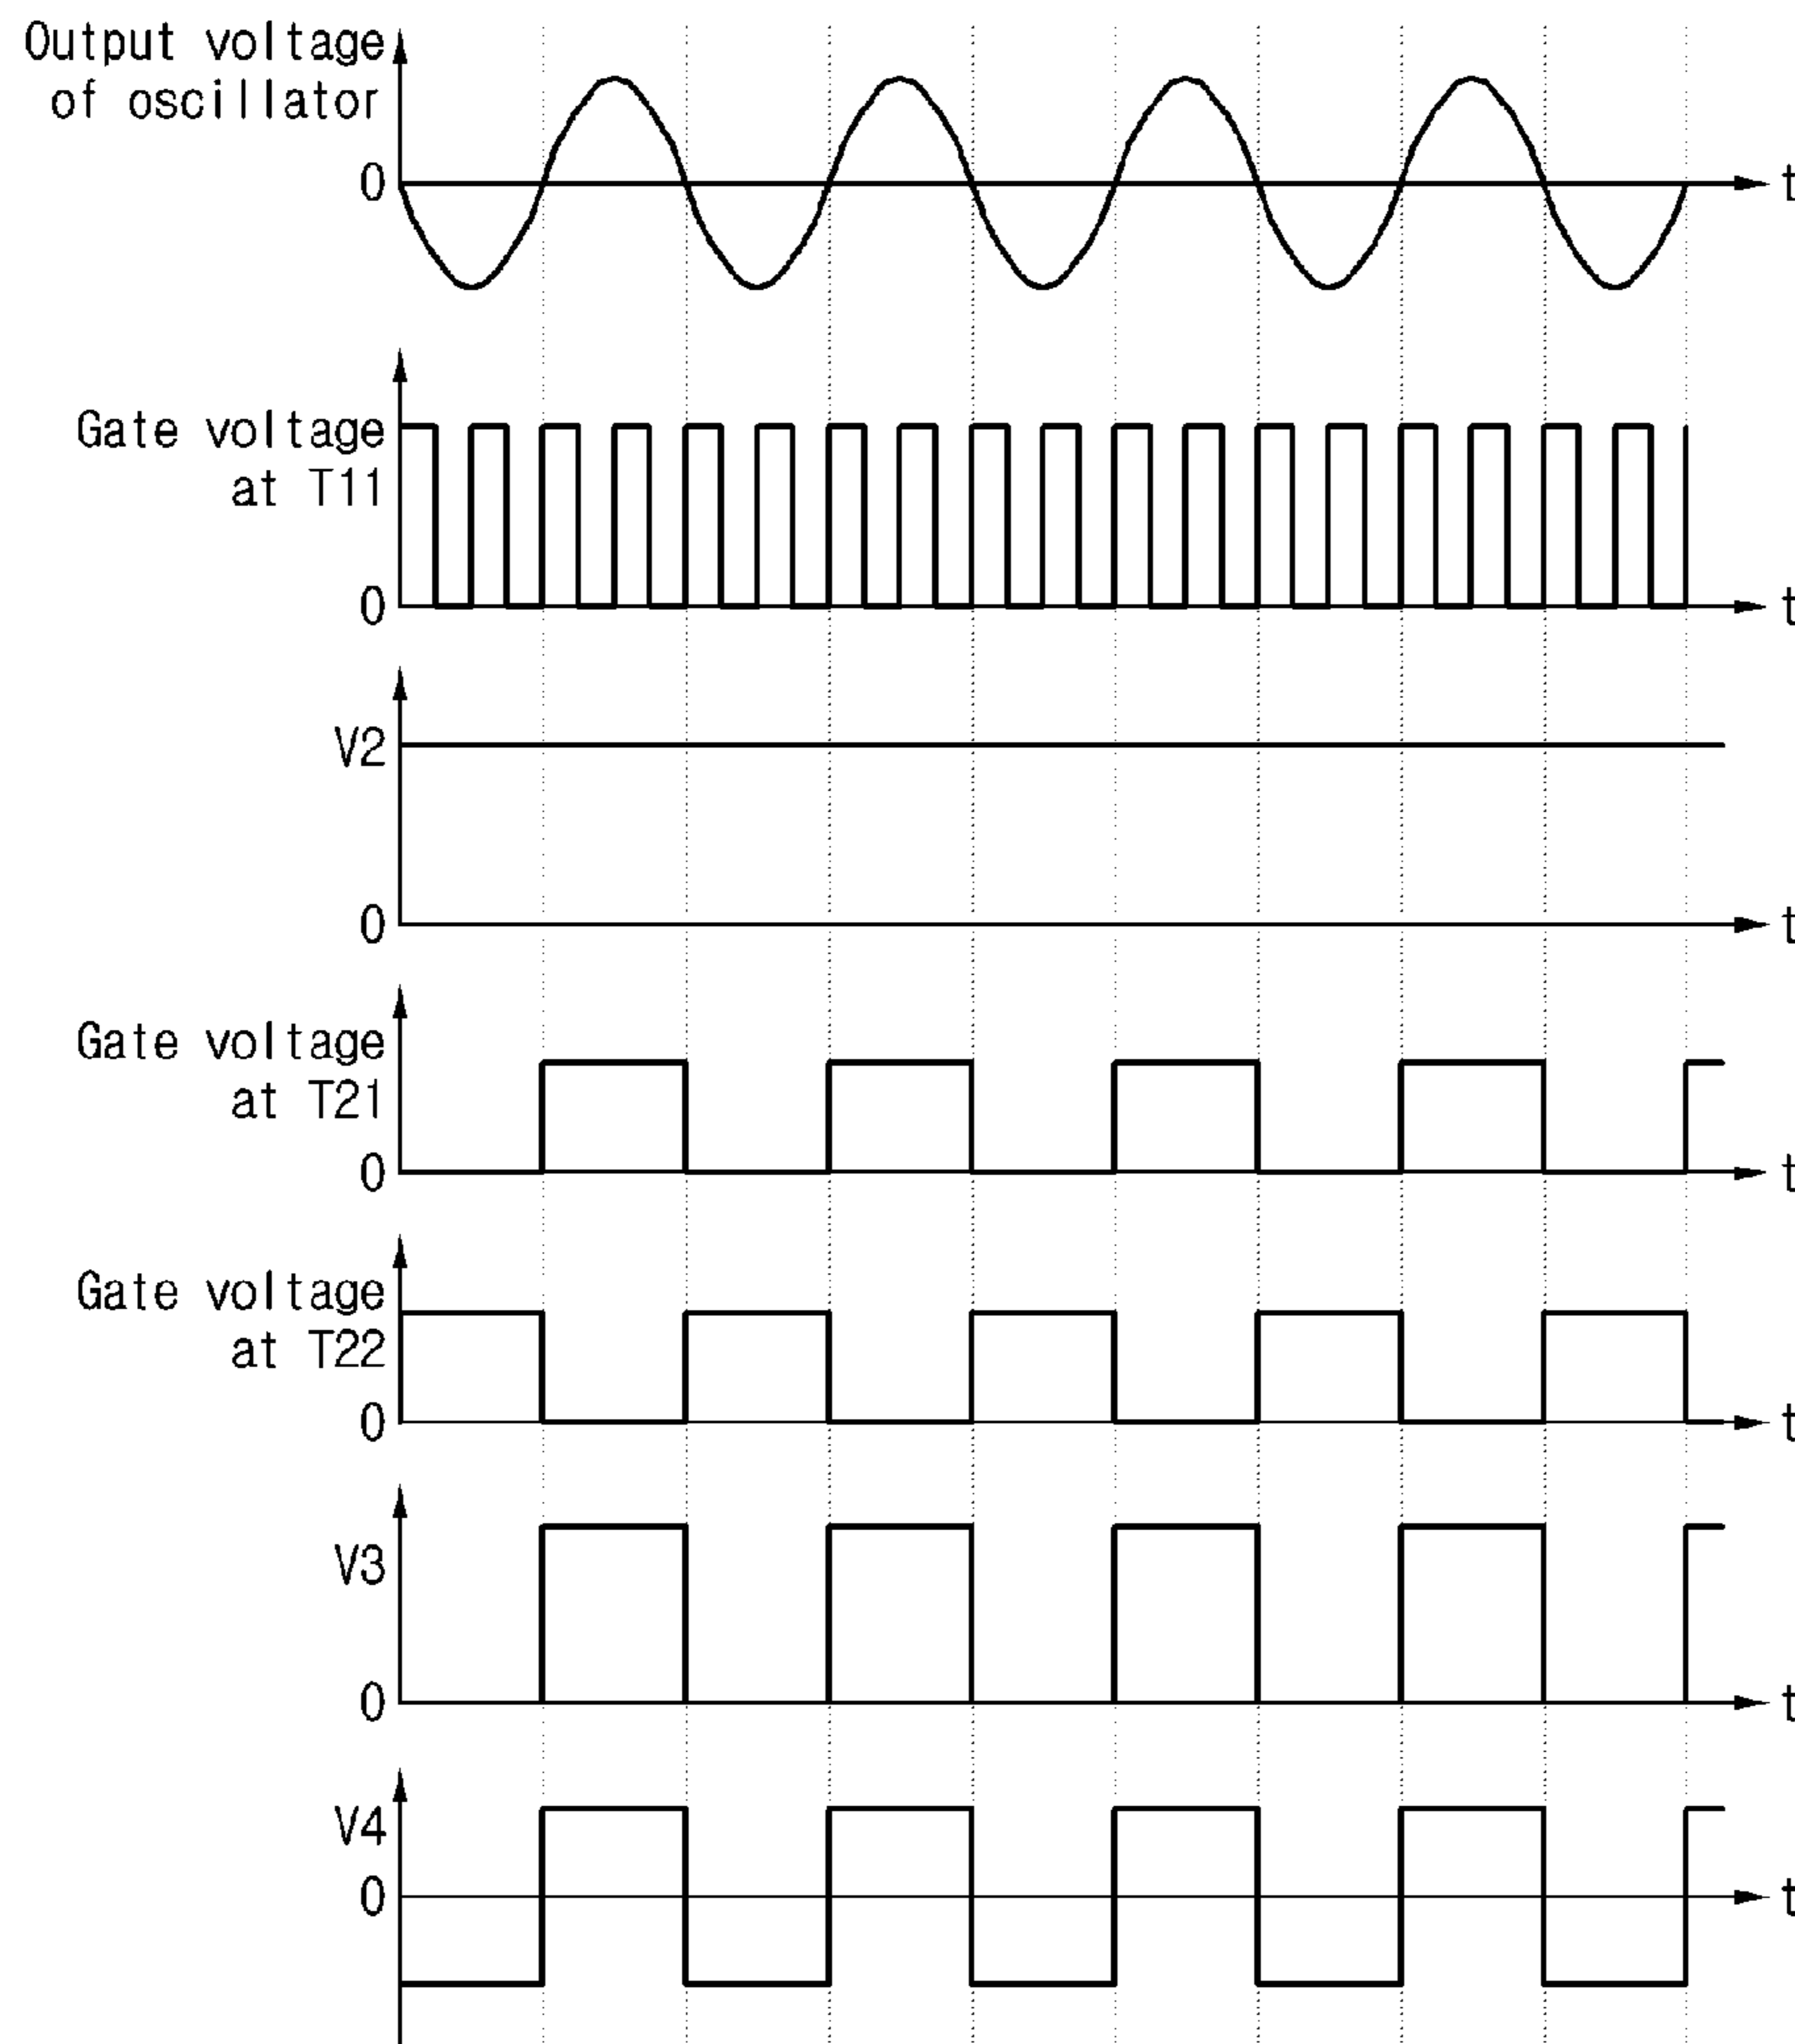 Output voltage
of oscillator
0
t
Gate voltage
at T11
0
t
V2
0
t
Gate voltage
at T21
0
t
Gate voltage
at T22
0
t
V3
0
t
V4
0
t